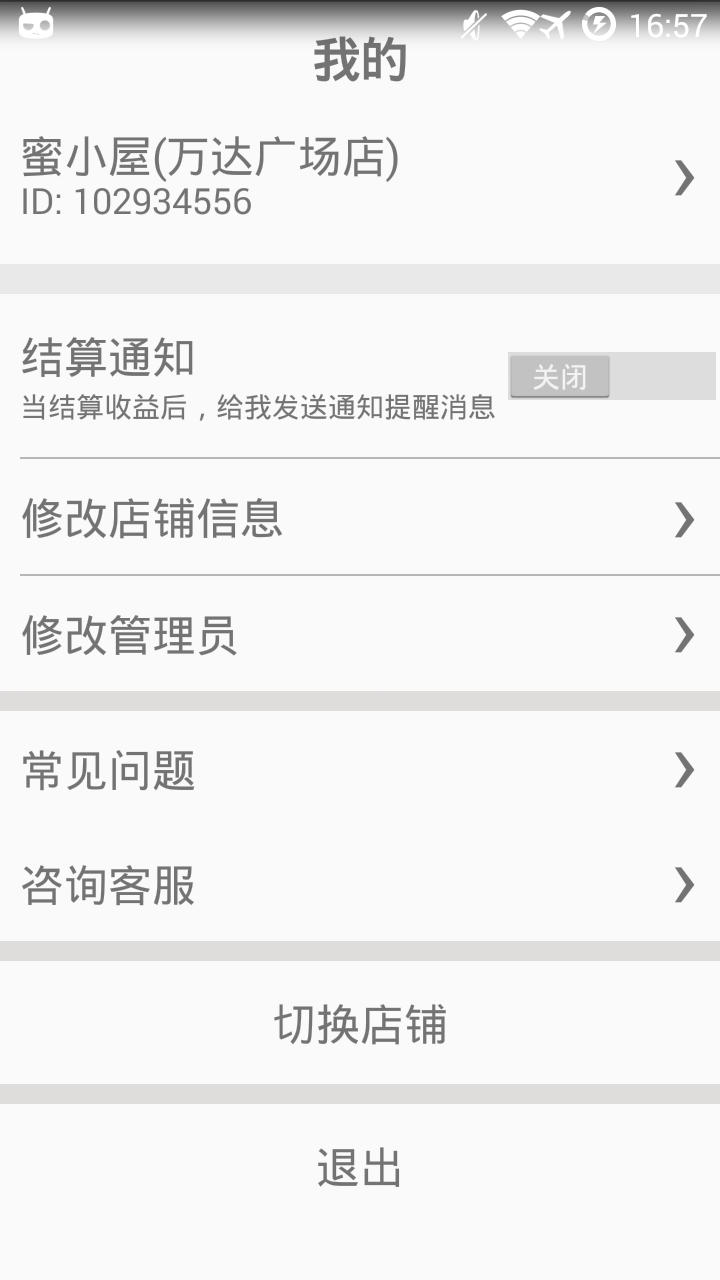 16:57
我的
蜜小屋(万达广场店)
ID: 102934556
结算通知
关闭
当结算收益后，给我发送通知提醒消息
修改店铺信息
修改管理员
常见问题
咨询客服
切换店铺
退出